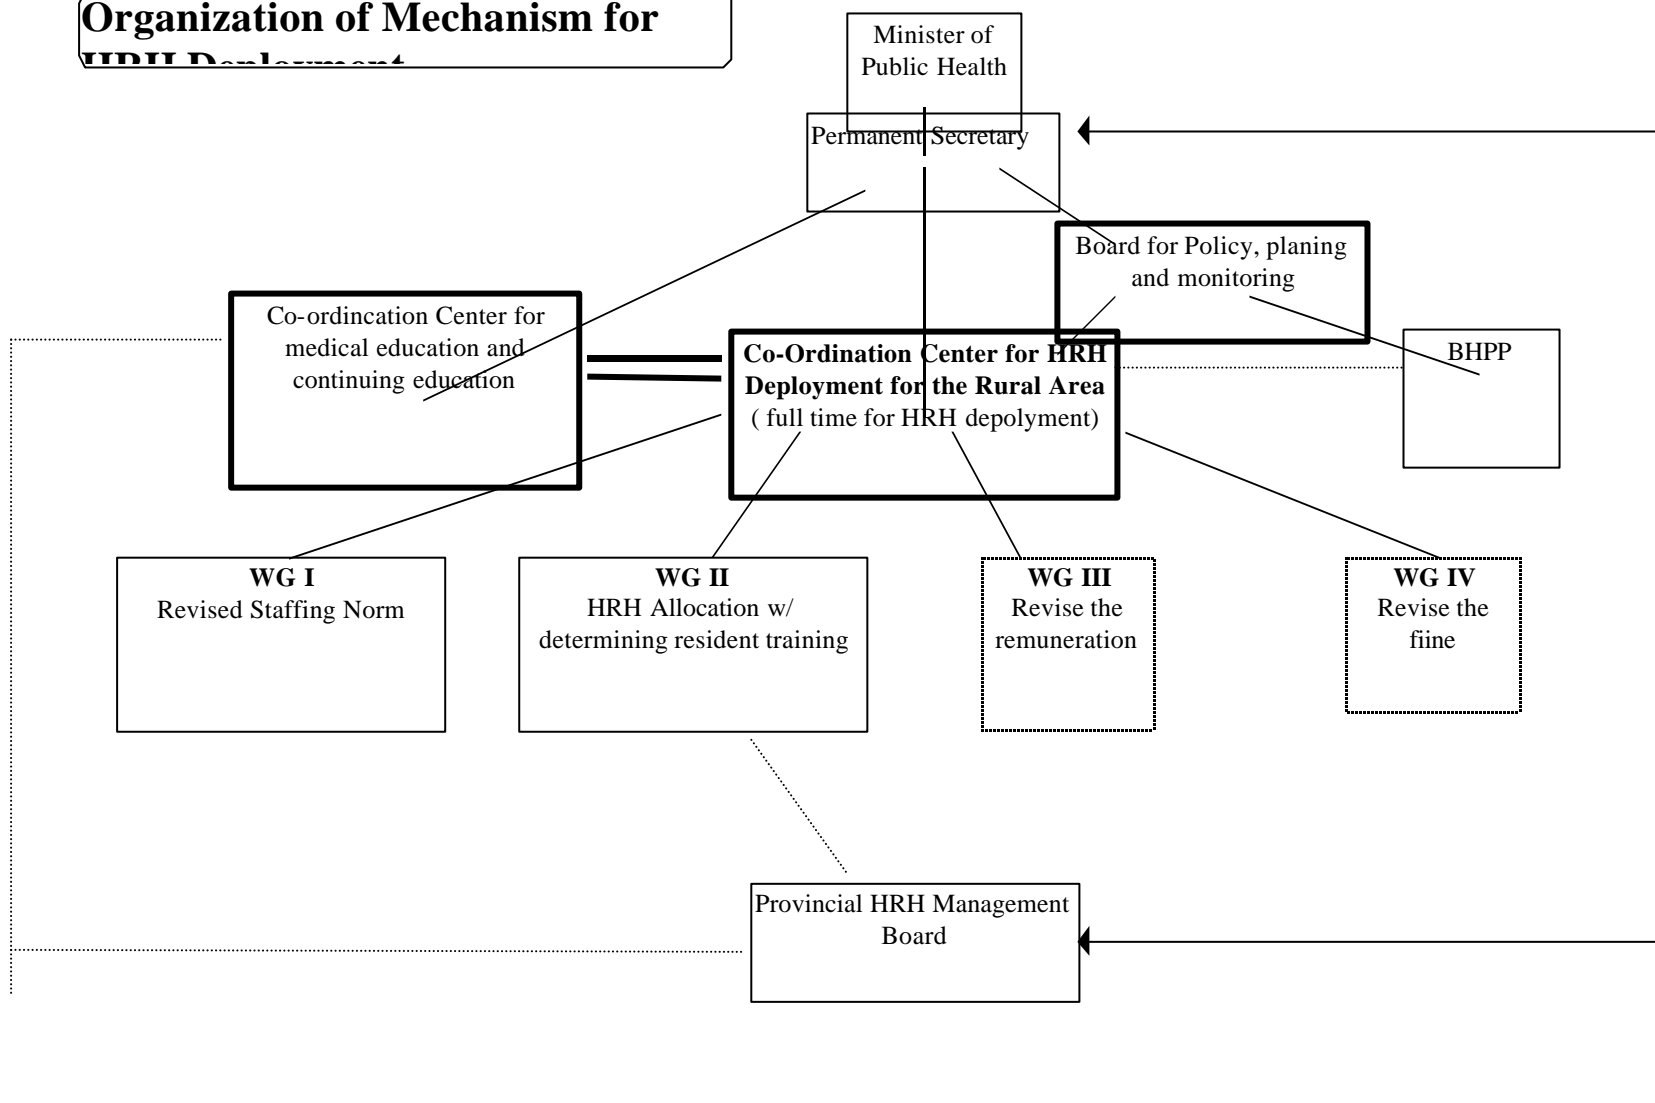 Organization of Mechanism for
HRH Deployment
Minister of
Public Health
Permanent Secretary
Board for Policy, planing
and monitoring
Co-ordincation Center for
medical education and
continuing education
Co-Ordination Center for HRH
Deployment for the Rural Area
( full time for HRH depolyment)
BHPP
WG I
Revised Staffing Norm
WG II
HRH Allocation w/
determining resident training
WG III
Revise the
remuneration
WG IV
Revise the
fiine
Provincial HRH Management
Board